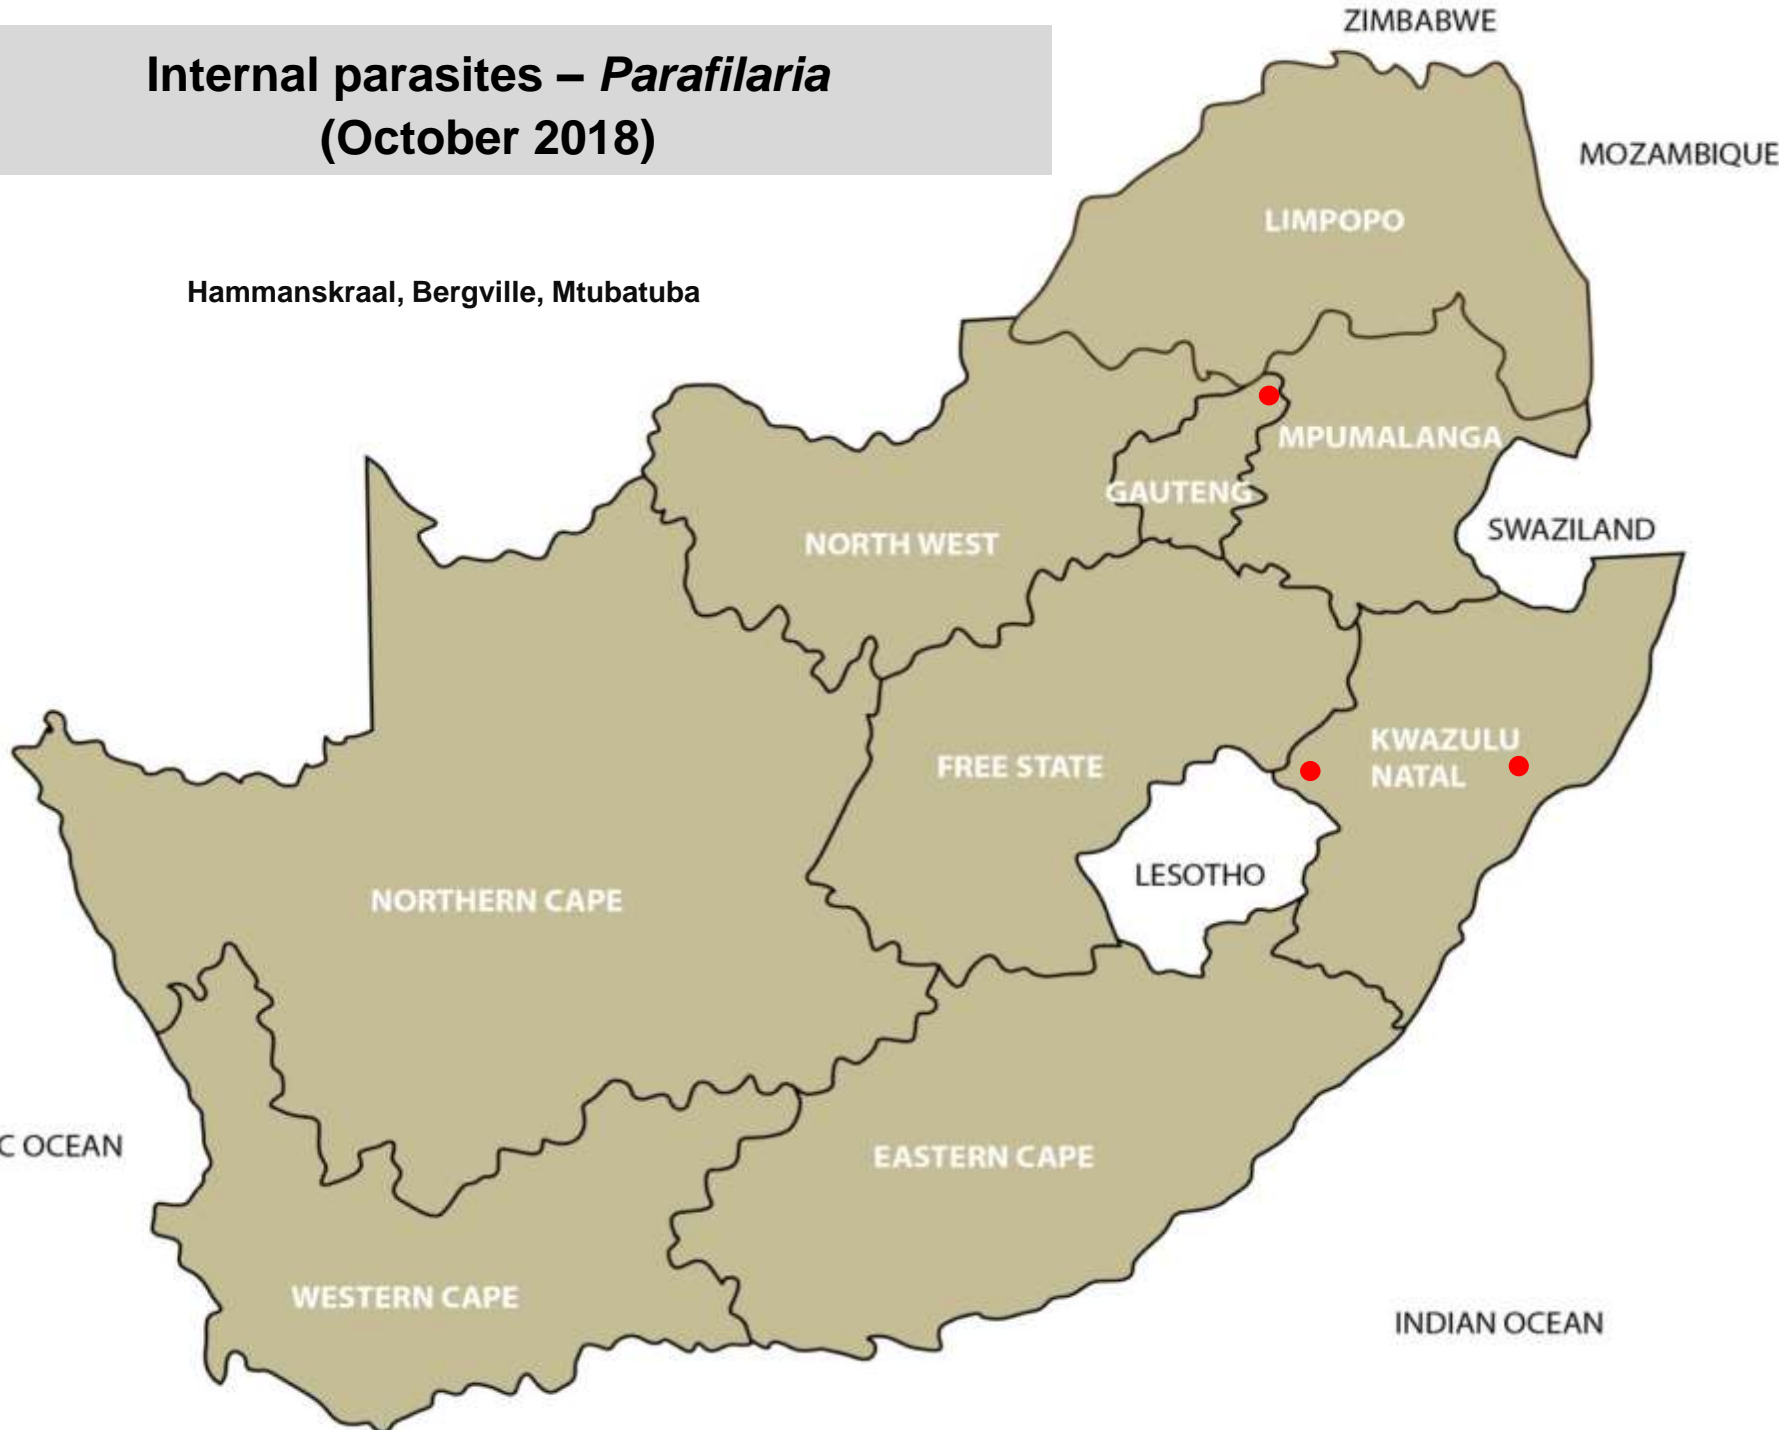 ZIMBABWE
Internal parasites – Parafilaria
(October 2018)
MOZAMBIQUE
LIMPOPO
Hammanskraal, Bergville, Mtubatuba
MPUMALANGA
GAUTENG
SWAZILAND
NORTH WEST
KWAZULU
NATAL
FREE STATE
LESOTHO
NORTHERN CAPE
C OCEAN
EASTERN CAPE
WESTERN CAPE
INDIAN OCEAN